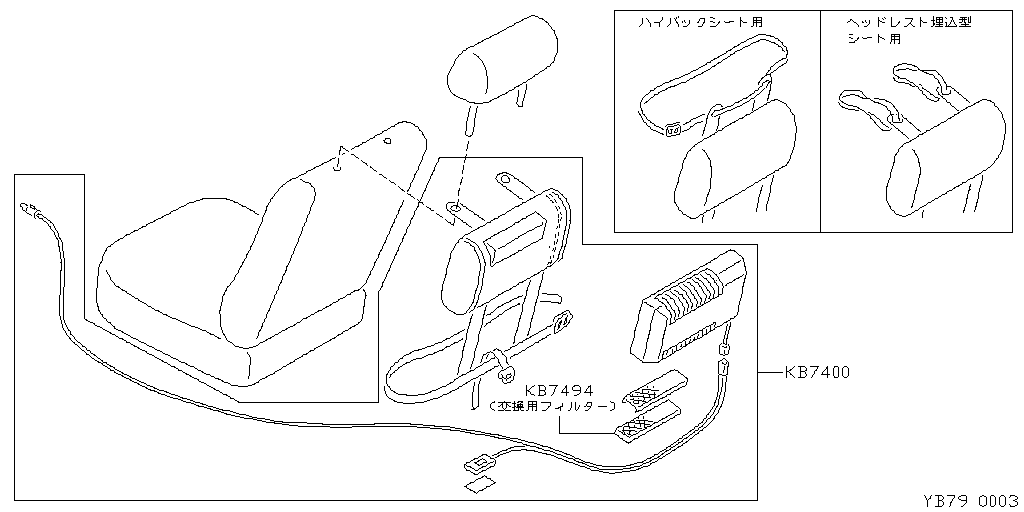 ハイバックシート用
ヘッドレスト埋込型
シート用
KB7400
KB7494
(交換用フィルター)
YB79 0003